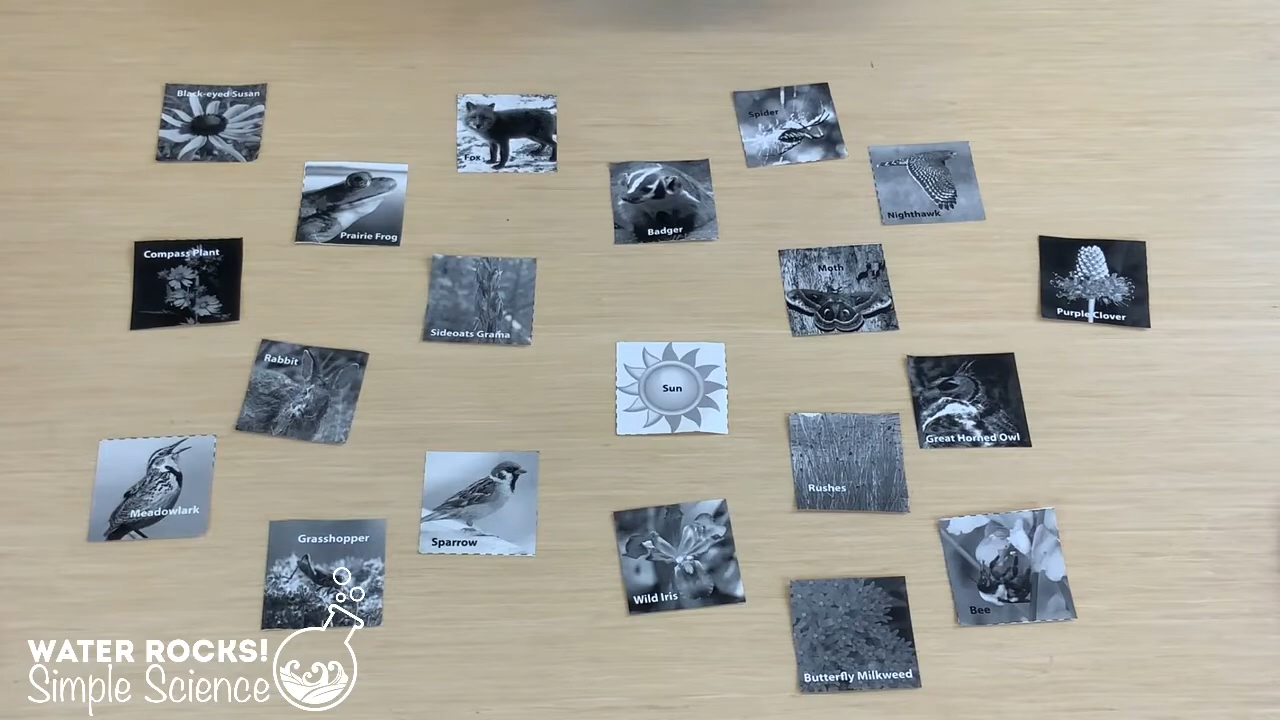 Black-eyed Susan
Fox
Spider
Prairie Frog
Badger
Nighthawk
Compass Plant
Sideoats Grama
Moth
Purple Clover
Rabbit
Sun
Great Horned Owl
Meadowlark
Sparrow
Rushes
Grasshopper
Wild Iris
Bee
Butterfly Milkweed
WATER ROCKS!
Simple Science